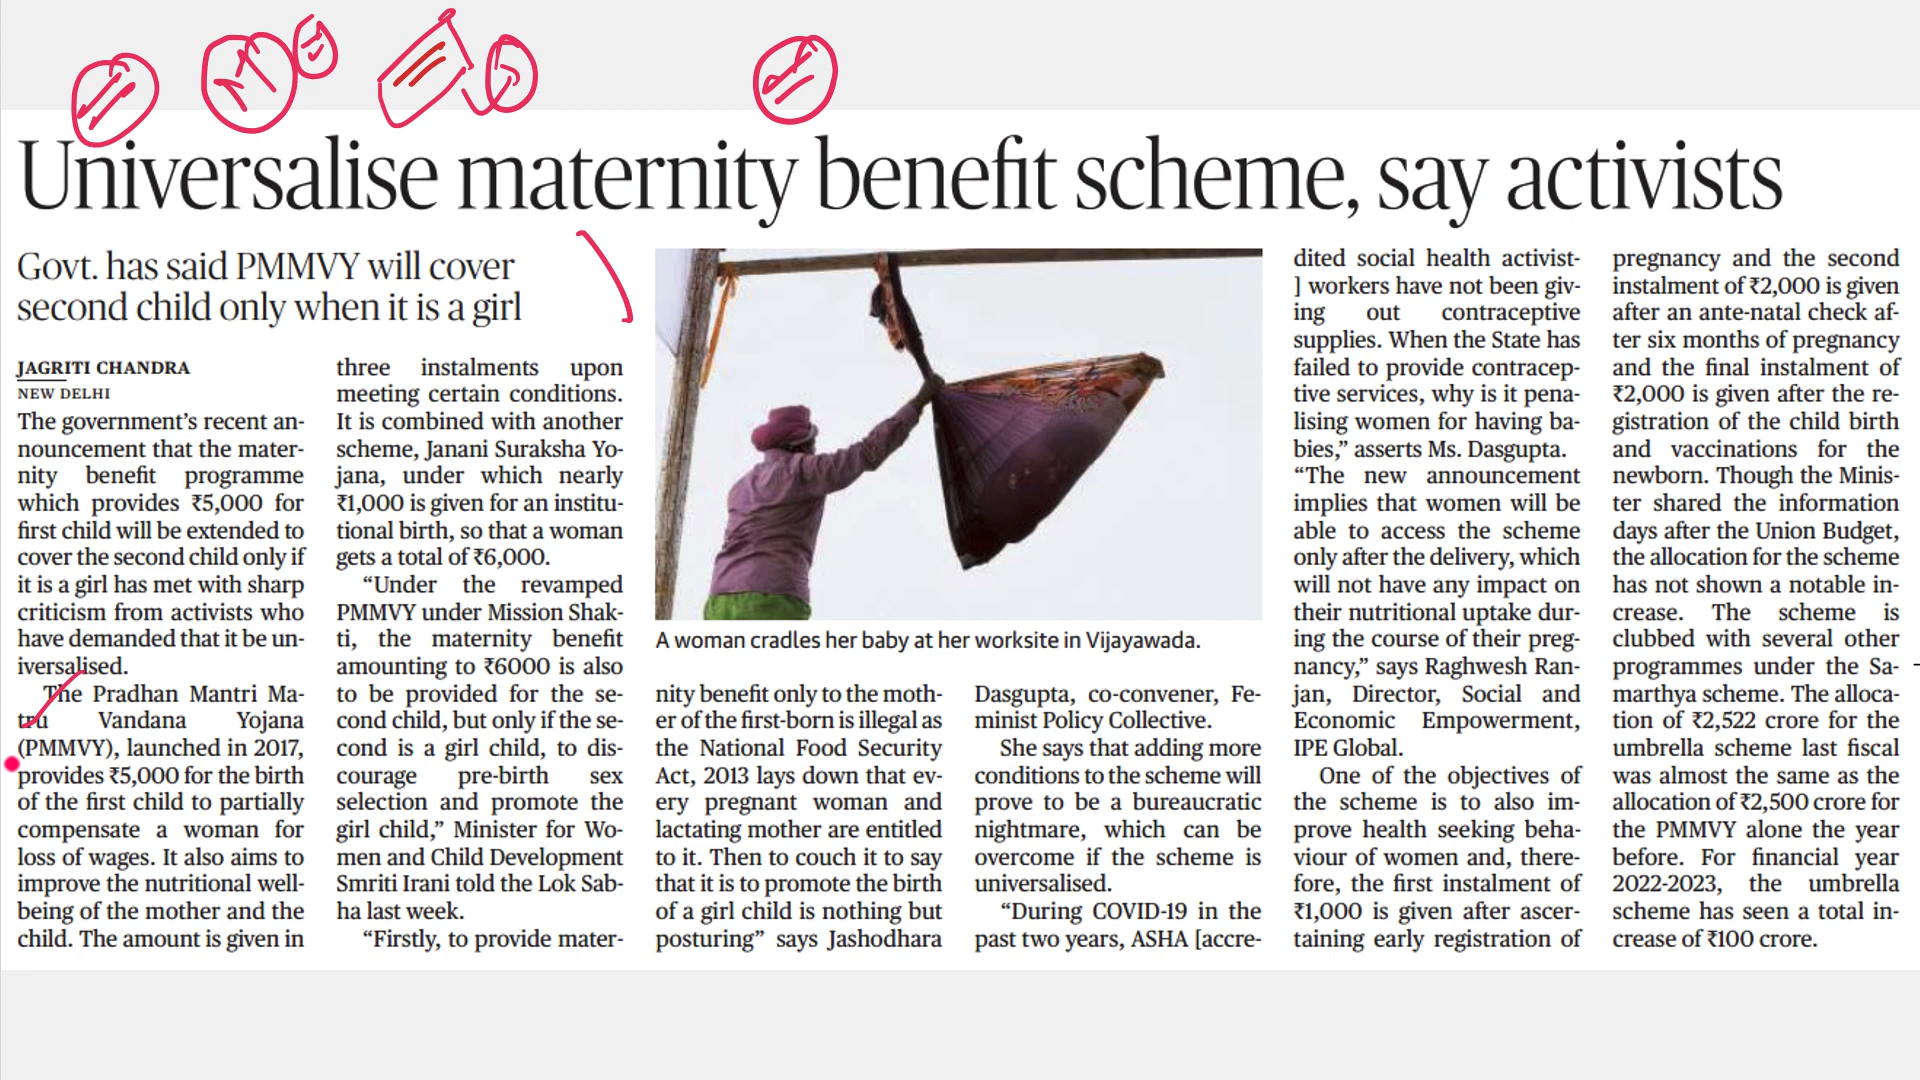 Universalise maternity benefit scheme, say activists
Govt. has said PMMVY will cover
second child only when it is a girl
JAGRITI CHANDRA
NEW DELHI
The government's recent an-
nouncement that the mater-
nity benefit programme
which provides ₹5,000 for
first child will be extended to
cover the second child only if
it is a girl has met with sharp
criticism from activists who
have demanded that it be un-
iversalised.
The Pradhan Mantri Ma-
tru Vandana Yojana
(PMMVY), launched in 2017,
provides ₹5,000 for the birth
of the first child to partially
compensate a woman for
loss of wages. It also aims to
improve the nutritional well-
being of the mother and the
child. The amount is given in
three instalments upon
meeting certain conditions.
It is combined with another
scheme, Janani Suraksha Yo-
jana, under which nearly
₹1,000 is given for an institu-
tional birth, so that a woman
gets a total of ₹6,000.
"Under the revamped
PMMVY under Mission Shak-
ti, the maternity benefit
amounting to ₹6000 is also
to be provided for the se-
cond child, but only if the se-
cond is a girl child, to dis-
courage pre-birth sex
selection and promote the
girl child," Minister for Wo-
men and Child Development
Smriti Irani told the Lok Sab-
ha last week.
"Firstly, to provide mater-
A woman cradles her baby at her worksite in Vijayawada.
nity benefit only to the moth-
er of the first-born is illegal as
the National Food Security
Act, 2013 lays down that ev-
ery pregnant woman and
lactating mother are entitled
to it. Then to couch it to say
that it is to promote the birth
of a girl child is nothing but
posturing" says Jashodhara
Dasgupta, co-convener, Fe-
minist Policy Collective.
She says that adding more
conditions to the scheme will
prove to be a bureaucratic
nightmare, which can be
overcome if the scheme is
universalised.
"During COVID-19 in the
past two years, ASHA [accre-
dited social health activist-
] workers have not been giv-
ing out contraceptive
supplies. When the State has
failed to provide contracep-
tive services, why is it pena-
lising women for having ba-
bies," asserts Ms. Dasgupta.
"The new announcement
implies that women will be
able to access the scheme
only after the delivery, which
will not have any impact on
their nutritional uptake dur-
ing the course of their preg-
nancy," says Raghwesh Ran-
jan, Director, Social and
Economic Empowerment,
IPE Global.
One of the objectives of
the scheme is to also im-
prove health seeking beha-
viour of women and, there-
fore, the first instalment of
₹1,000 is given after ascer-
taining early registration of
pregnancy and the second
instalment of ₹2,000 is given
after an ante-natal check af-
ter six months of pregnancy
and the final instalment of
₹2,000 is given after the re-
gistration of the child birth
and vaccinations for the
newborn. Though the Minis-
ter shared the information
days after the Union Budget,
the allocation for the scheme
has not shown a notable in-
crease. The scheme is
clubbed with several other
programmes under the Sa-
marthya scheme. The alloca-
tion of ₹2,522 crore for the
umbrella scheme last fiscal
was almost the same as the
allocation of ₹2,500 crore for
the PMMVY alone the year
before. For financial year
2022-2023, the umbrella
scheme has seen a total in-
crease of ₹100 crore.